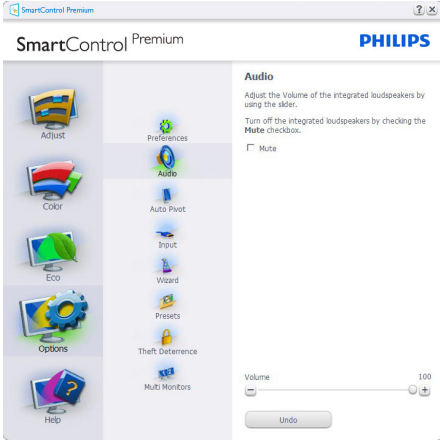 SmartControl Premium
SmartControl Premium
PHILIPS
Adjust
Color
Eco
Options
Help
Preferences
Audio
Auto Pivot
Input
Wizard
Presets
Theft Deterrence
Multi Monitors
Audio
Adjust the Volume of the integrated loudspeakers by
using the slider.
Turn off the integrated loudspeakers by checking the
Mute checkbox.
Mute
Volume 100
Undo